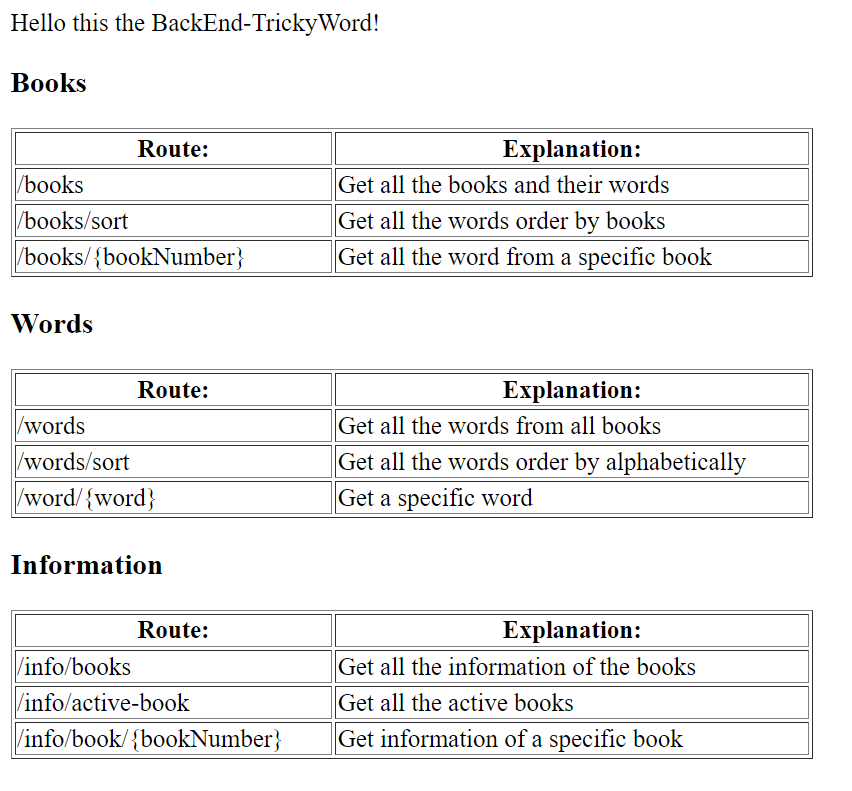 Hello this the BackEnd-TrickyWord!
Books
Route: Explanation:
/books Get all the books and their words
/books/sort Get all the words order by books
/books/{bookNumber} Get all the word from a specific book
Words
Route: Explanation:
/words Get all the words from all books
/words/sort Get all the words order by alphabetically
/word/{word} Get a specific word
Information
Route: Explanation:
/info/books Get all the information of the books
/info/active-book Get all the active books
/info/book/{bookNumber} Get information of a specific book